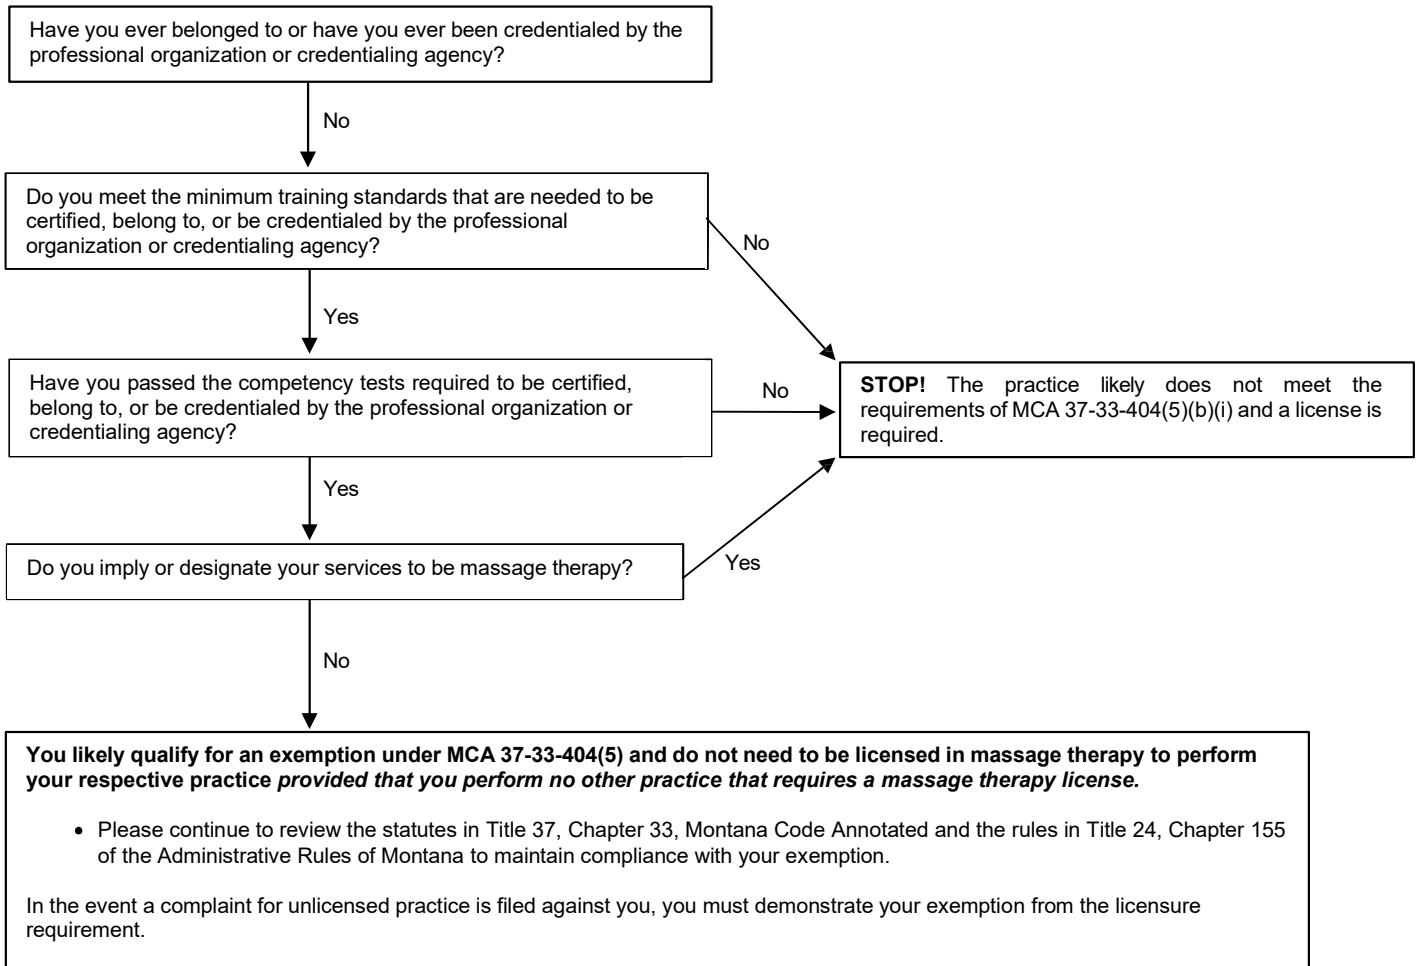 Have you ever belonged to or have you ever been credentialed by the
professional organization or credentialing agency?
No
Do you meet the minimum training standards that are needed to be
certified, belong to, or be credentialed by the professional
organization or credentialing agency?
No
Yes
Have you passed the competency tests required to be certified,
belong to, or be credentialed by the professional organization or
credentialing agency?
No
STOP! The practice likely does not meet the
requirements of MCA 37-33-404(5)(b)(i) and a license is
required.
Yes
Do you imply or designate your services to be massage therapy?
Yes
No
You likely qualify for an exemption under MCA 37-33-404(5) and do not need to be licensed in massage therapy to perform
your respective practice provided that you perform no other practice that requires a massage therapy license.
• Please continue to review the statutes in Title 37, Chapter 33, Montana Code Annotated and the rules in Title 24, Chapter 155
of the Administrative Rules of Montana to maintain compliance with your exemption.
In the event a complaint for unlicensed practice is filed against you, you must demonstrate your exemption from the licensure
requirement.